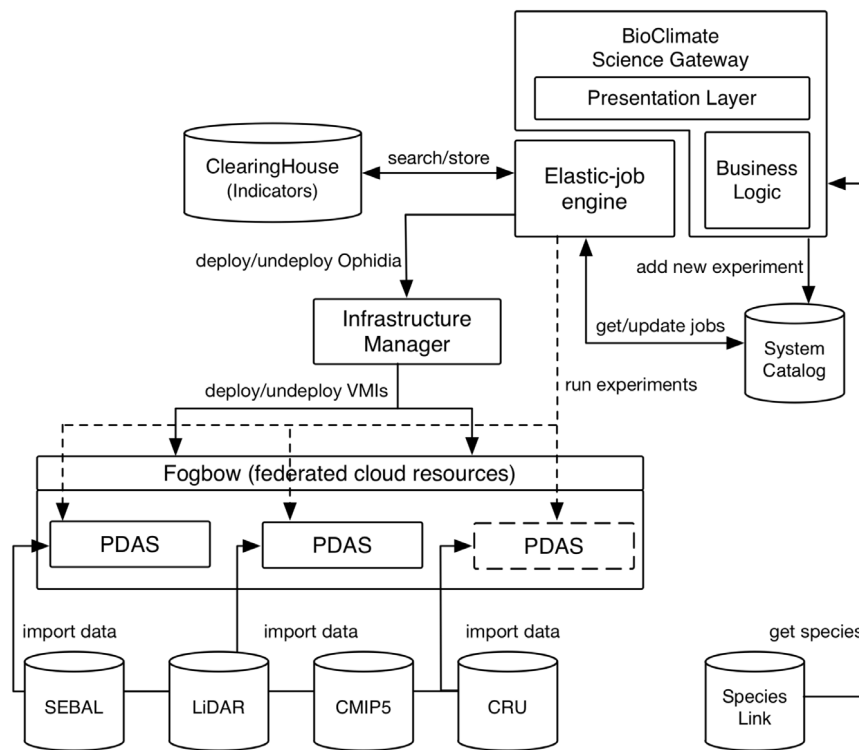 BioClimate
Science Gateway
Presentation Layer
ClearingHouse
(Indicators)
search/store
Elastic-job
engine
Business
Logic
deploy/undeploy Ophidia
add new experiment
Infrastructure
Manager
get/update jobs
System
Catalog
deploy/undeploy VMIs
run experiments
Fogbow (federated cloud resources)
PDAS
PDAS
PDAS
import data
import data
import data
get species
SEBAL
LiDAR
CMIP5
CRU
Species
Link